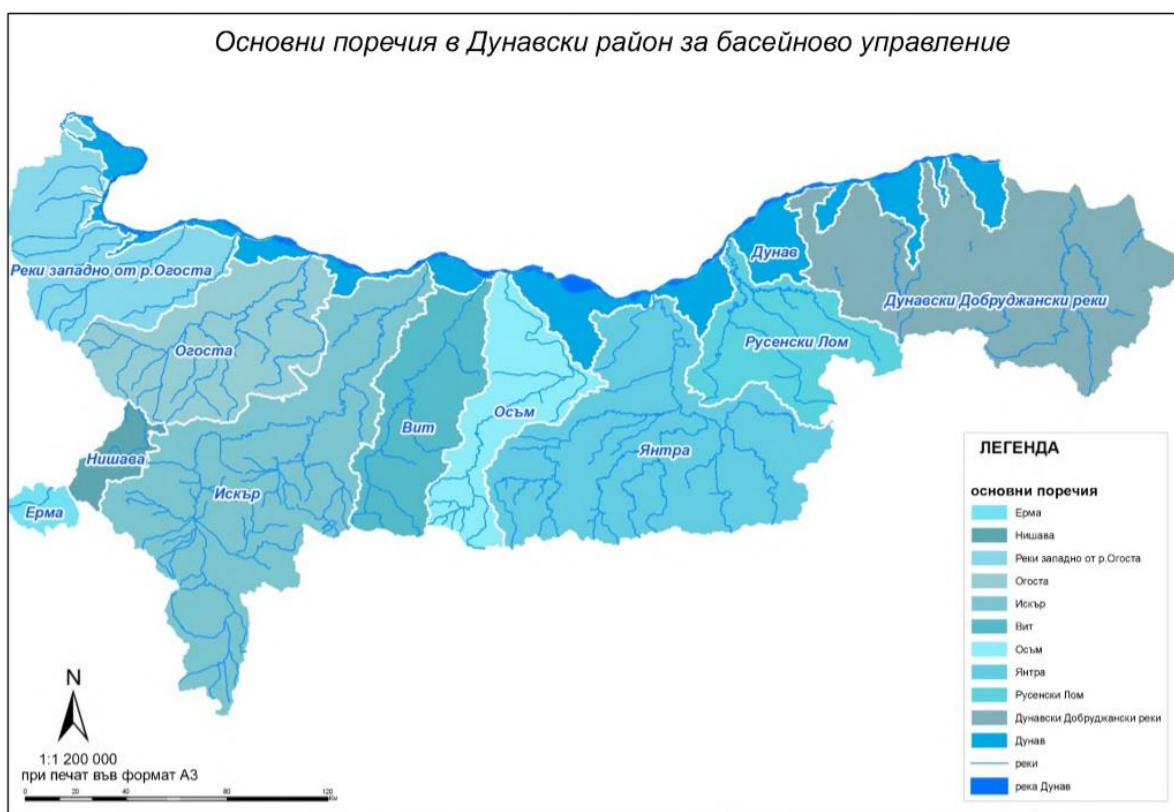 Основни поречия в Дунавски район за басейново управление
Реки западно от р.Огоста
Огоста
Нишава
Ерма
Искър
Вит
Осъм
Янтра
Русенски Лом
Дунав
Дунавски Добруджански реки
ЛЕГЕНДА
основни поречия
Ерма
Нишава
Реки западно от р.Огоста
Огоста
Искър
Вит
Осъм
Янтра
Русенски Лом
Дунавски Добруджански реки
Дунав
реки
река Дунав
N
1:1 200 000
при печат във формат А3
0 20 40 80 120